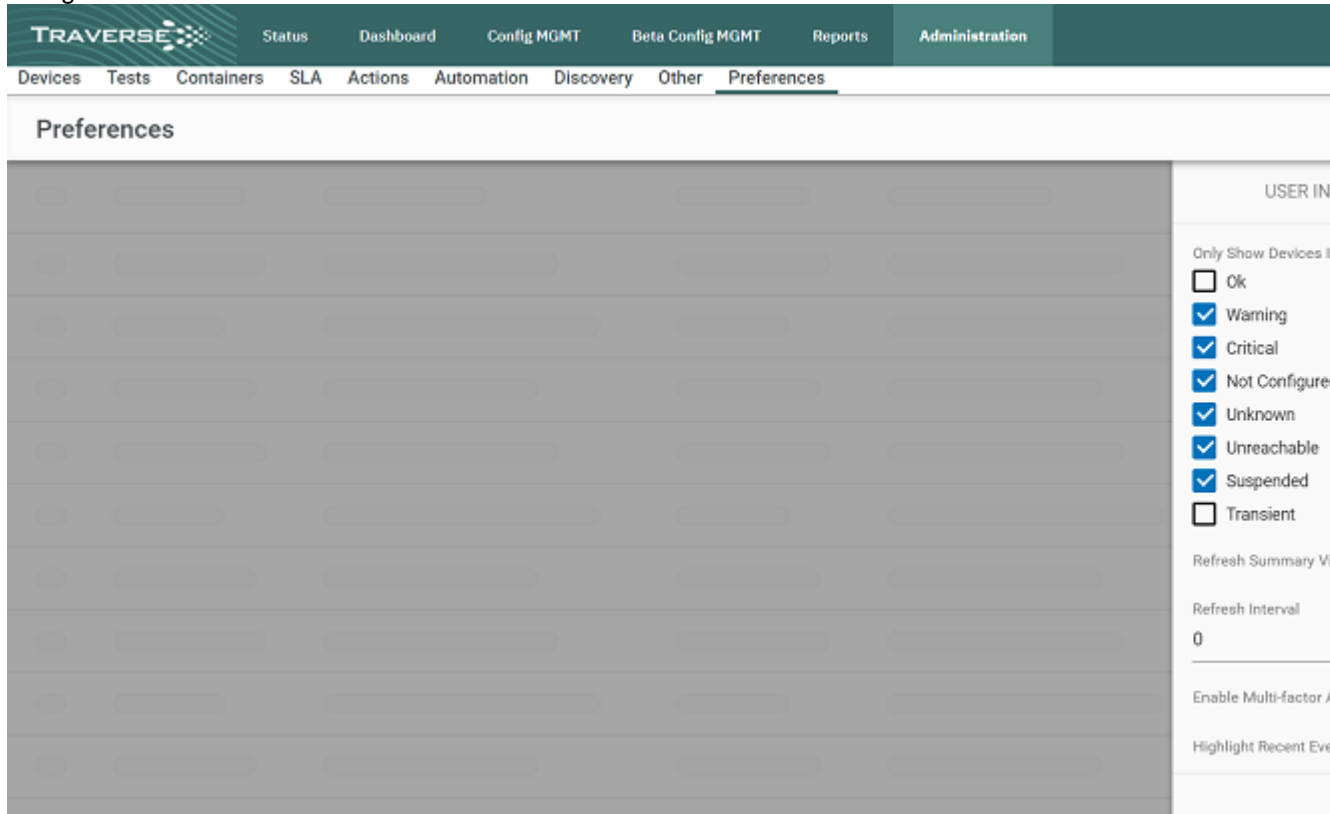 TRAVERSE Status Dashboard Config MGMT Beta Config MGMT Reports Administration
Devices Tests Containers SLA Actions Automation Discovery Other Preferences
Preferences
USER IN
Only Show Devices
Ok
Warning
Critical
Not Configure
Unknown
Unreachable
Suspended
Transient
Refresh Summary Vi
Refresh Interval
0
Enable Multi-factor A
Highlight Recent Eve